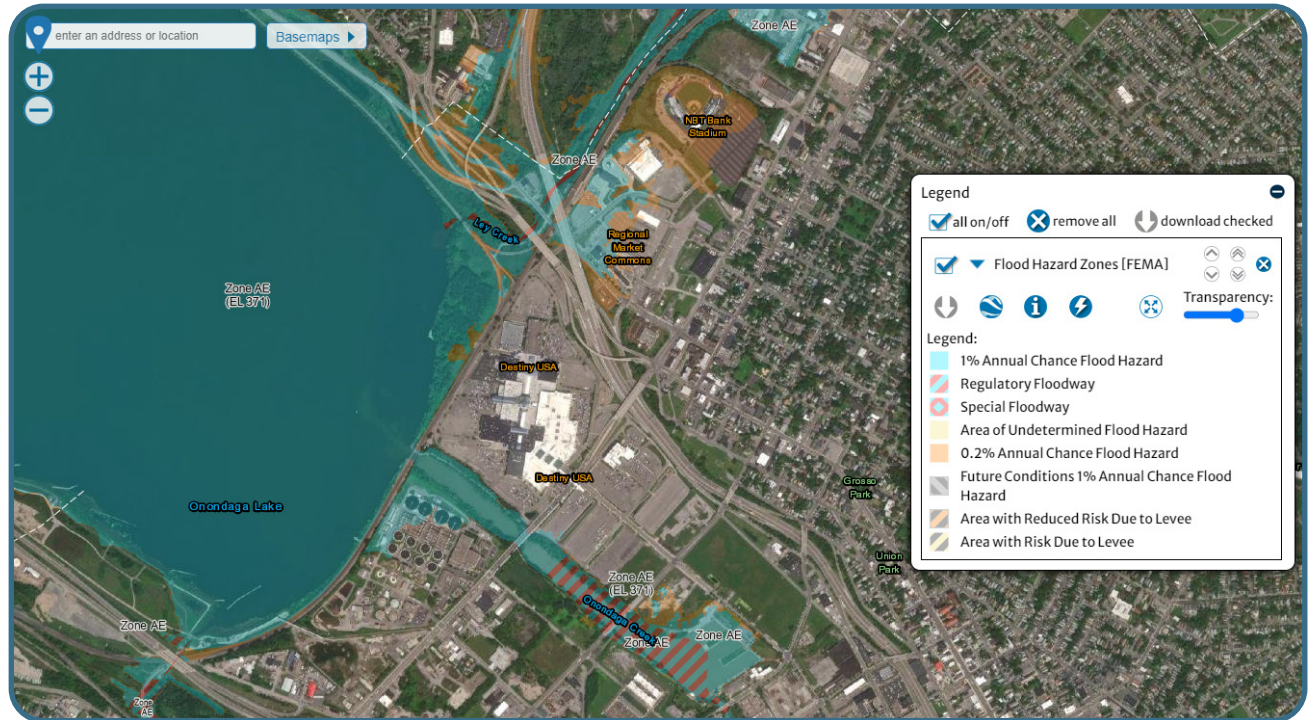 enter an address or location
Basemaps
Zone AE
NBT Bank
Stadium
Zone AE
Ley Creek
Regional
Market
Commons
Zone AE
(EL 371)
Destiny USA
Destiny USA
Grosso
Park
Onondaga Lake
Union
Park
Zone AE
(EL 371)
Onondaga Creek
Zone AE
Zone AE
Zone AE
Zone
AE
Legend
all on/off
remove all
download checked
Flood Hazard Zones [FEMA]
Transparency:
Legend:
1% Annual Chance Flood Hazard
Regulatory Floodway
Special Floodway
Area of Undetermined Flood Hazard
0.2% Annual Chance Flood Hazard
Future Conditions 1% Annual Chance Flood
Hazard
Area with Reduced Risk Due to Levee
Area with Risk Due to Levee